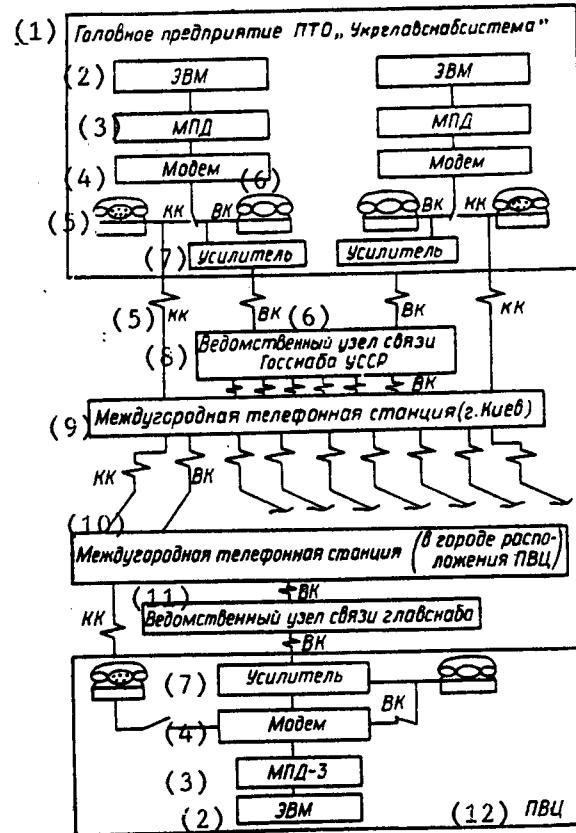 (1) Головное предприятие ПТО „Укрглавснабсистема"
(2) ЭВМ ЭВМ
(3) МПД МПД
(4) Модем Модем
(6)
(5) КК ВК ВК КК
(7) Усилитель Усилитель
(5) КК ВК (6) ВК КК
(8) Ведомственный узел связи
Госснаба УССР
ВК
(9) Междугородная телефонная станция (г. Киев)
КК ВК
(10)
Междугородная телефонная станция (в городе распо-
ложения ПВЦ)
КК (11) ВК
Ведомственный узел связи главснаба
ВК
(7) Усилитель
ВК
(4) Модем
(3) МПД-3
(2) ЭВМ (12) ПВЦ